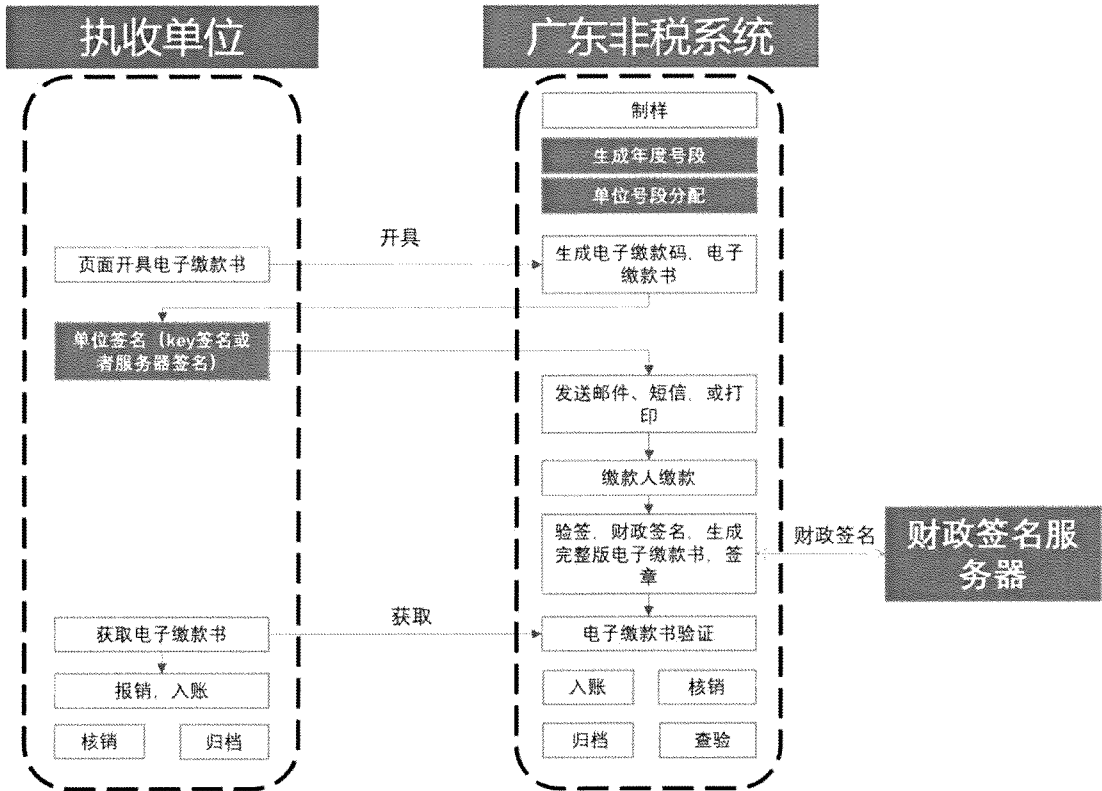 执收单位
广东非税系统
制样
生成年度号段
单位号段分配
开具
页面开具电子缴款书
生成电子缴款码、电子
缴款书
单位签名（key签名或
者服务器签名）
发送邮件、短信、或打
印
缴款人缴款
验签、财政签名、生成
完整版电子缴款书、签
章
财政签名
财政签名服
务器
获取电子缴款书
获取
电子缴款书验证
报销、入账
入账
核销
核销
归档
归档
查验